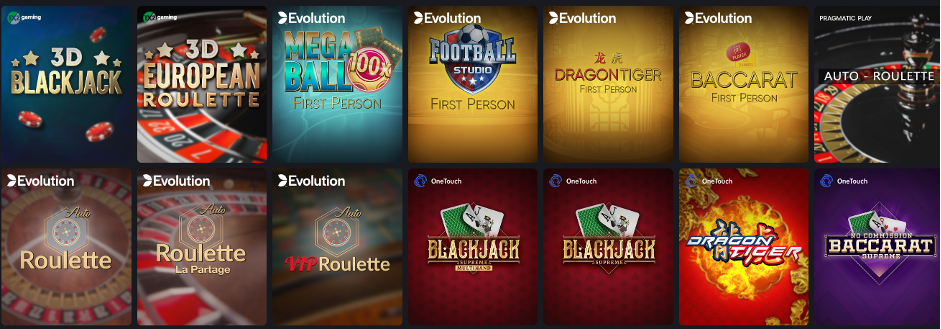 gaming
3D
BLACKJACK
gaming
3D
EUROPEAN
ROULETTE
Evolution
MEGA
BALL
100x
FIRST PERSON
Evolution
FOOTBALL
STUDIO
FIRST PERSON
Evolution
龙 虎
DRAGONTIGER
FIRST PERSON
Evolution
BACCARAT
FIRST PERSON
PRAGMATIC PLAY
AUTO - ROULETTE
Evolution
Auto
Roulette
Evolution
Auto
Roulette
La Partage
Evolution
Auto
VIP Roulette
OneTouch
BLACKJACK
SUPREME
MULTIHAND
OneTouch
BLACKJACK
SUPREME
OneTouch
DRAGON
TIGER
OneTouch
NO COMMISSION
BACCARAT
SUPREME